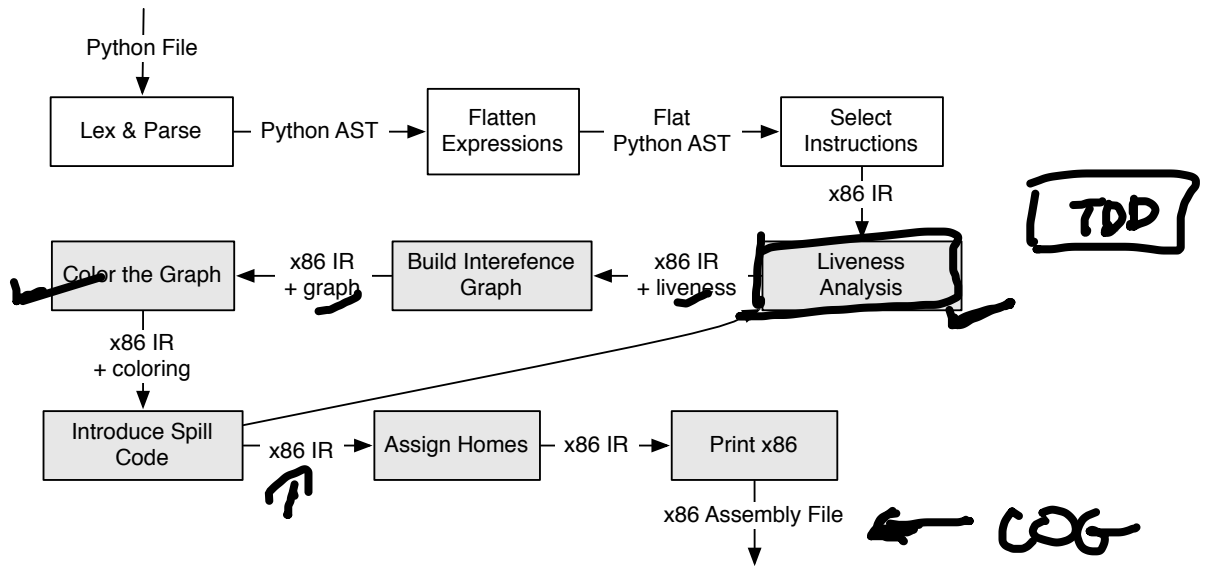 Python File
Lex & Parse
Python AST
Flatten
Expressions
Flat
Python AST
Select
Instructions
x86 IR
TDD
Color the Graph
x86 IR
+ graph
Build Interefence
Graph
x86 IR
+ liveness
Liveness
Analysis
x86 IR
+ coloring
Introduce Spill
Code
x86 IR
Assign Homes
x86 IR
Print x86
x86 Assembly File
COG